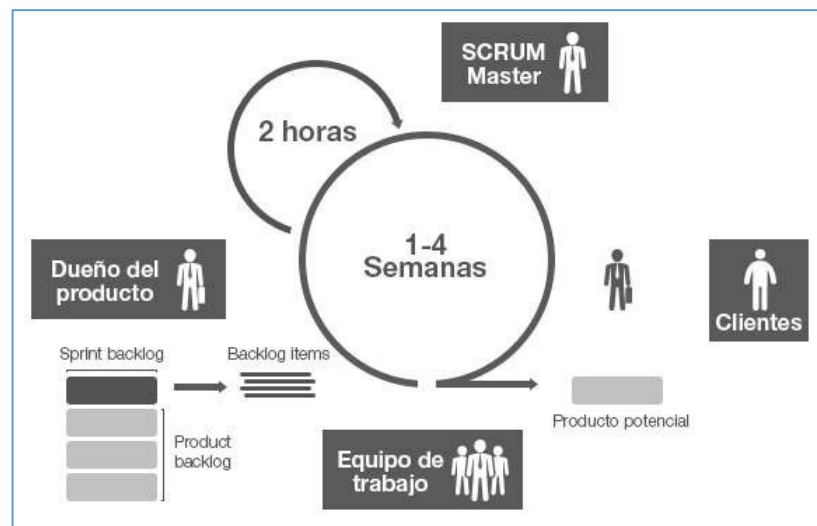 SCRUM
Master
2 horas
1-4
Semanas
Dueño del
producto
Clientes
Sprint backlog
Backlog items
Product
backlog
Producto potencial
Equipo de
trabajo